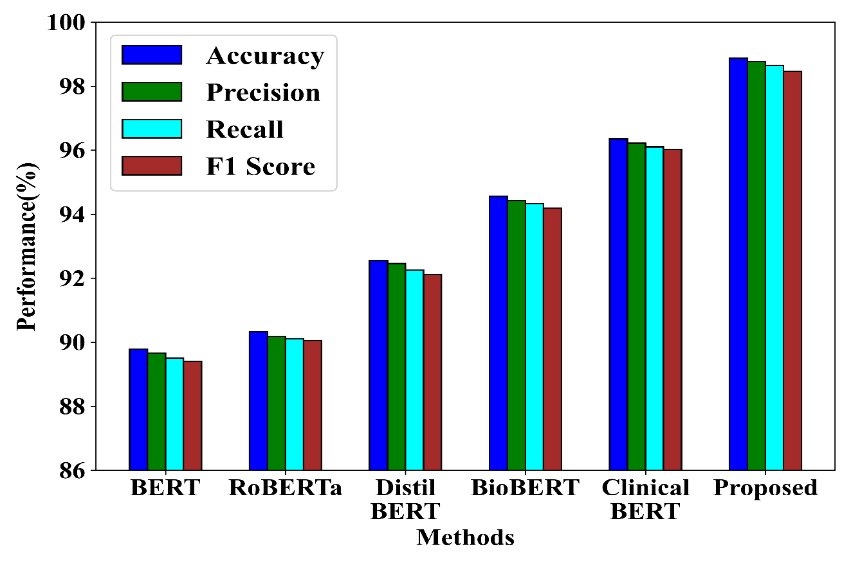 100
98
96
94
92
90
88
86
Performance(%)
Accuracy
Precision
Recall
F1 Score
BERT
RoBERTa
Distil
BERT
BioBERT
Clinical
BERT
Proposed
Methods